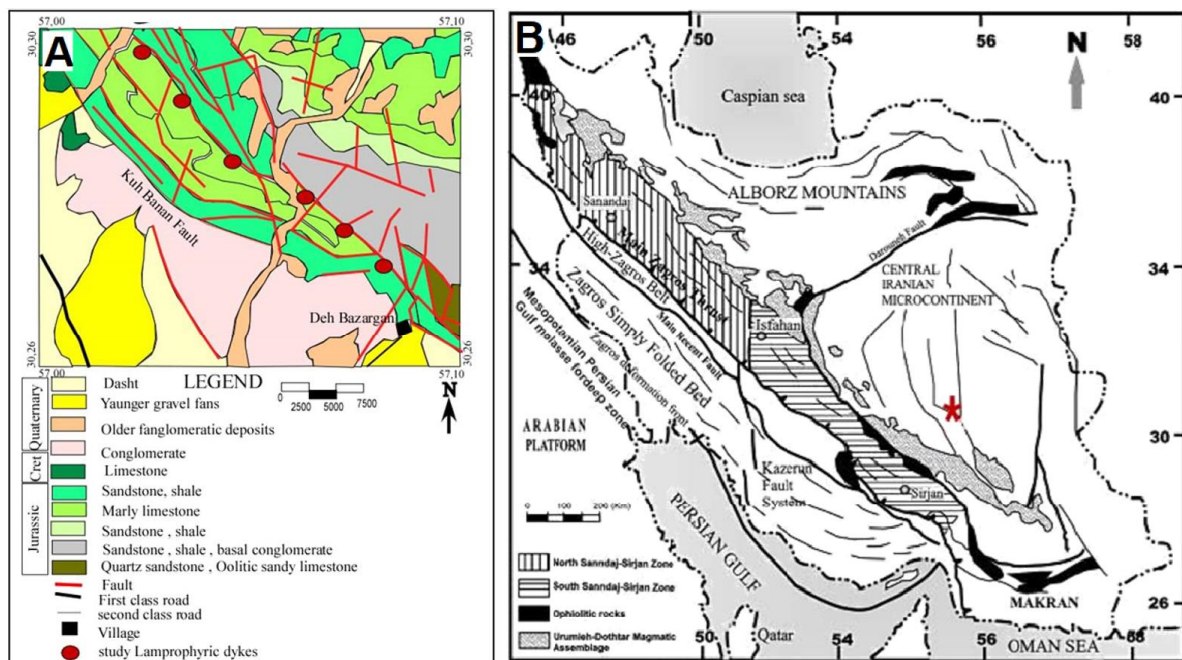 A
57,00
57,10
30,30
30,30
Kuh Banan Fault
Deh Bazargan
30,26
30,26
57,00
57,10
LEGEND
0
2500
5000
7500
N
Quaternary
Cret
Jurassic
Dasht
Yaunger gravel fans
Older fanglomeratic deposits
Conglomerate
Limestone
Sandstone, shale
Marly limestone
Sandstone , shale
Sandstone , shale , basal conglomerate
Quartz sandstone , Oolitic sandy limestone
Fault
First class road
second class road
Village
study Lamprophyric dykes
B
46
50
54
56
58
N
Caspian sea
40
40
ALBORZ MOUNTAINS
Sananda
Darouneh Fault
Main Zagros Thrust
High-Zagros Belt
34
34
CENTRAL
IRANIAN
MICROCONTINENT
Isfahan
Zagros Simply Folded Bed
Main Recent Fault
Zagros deformation front
Mesopotamian Persian
Gulf molasse fordeep zone
ARABIAN
PLATFORM
30
Kazerun
Fault
System
Sirjan
0 100 200 (Km)
PERSIAN GULF
North Sanndaj-Sirjan Zone
South Sanndaj-Sirjan Zone
Ophiolitic rocks
Urumieh-Dothtar Magmatic
Assemblage
MAKRAN
26
Qatar
50
54
56
OMAN SEA